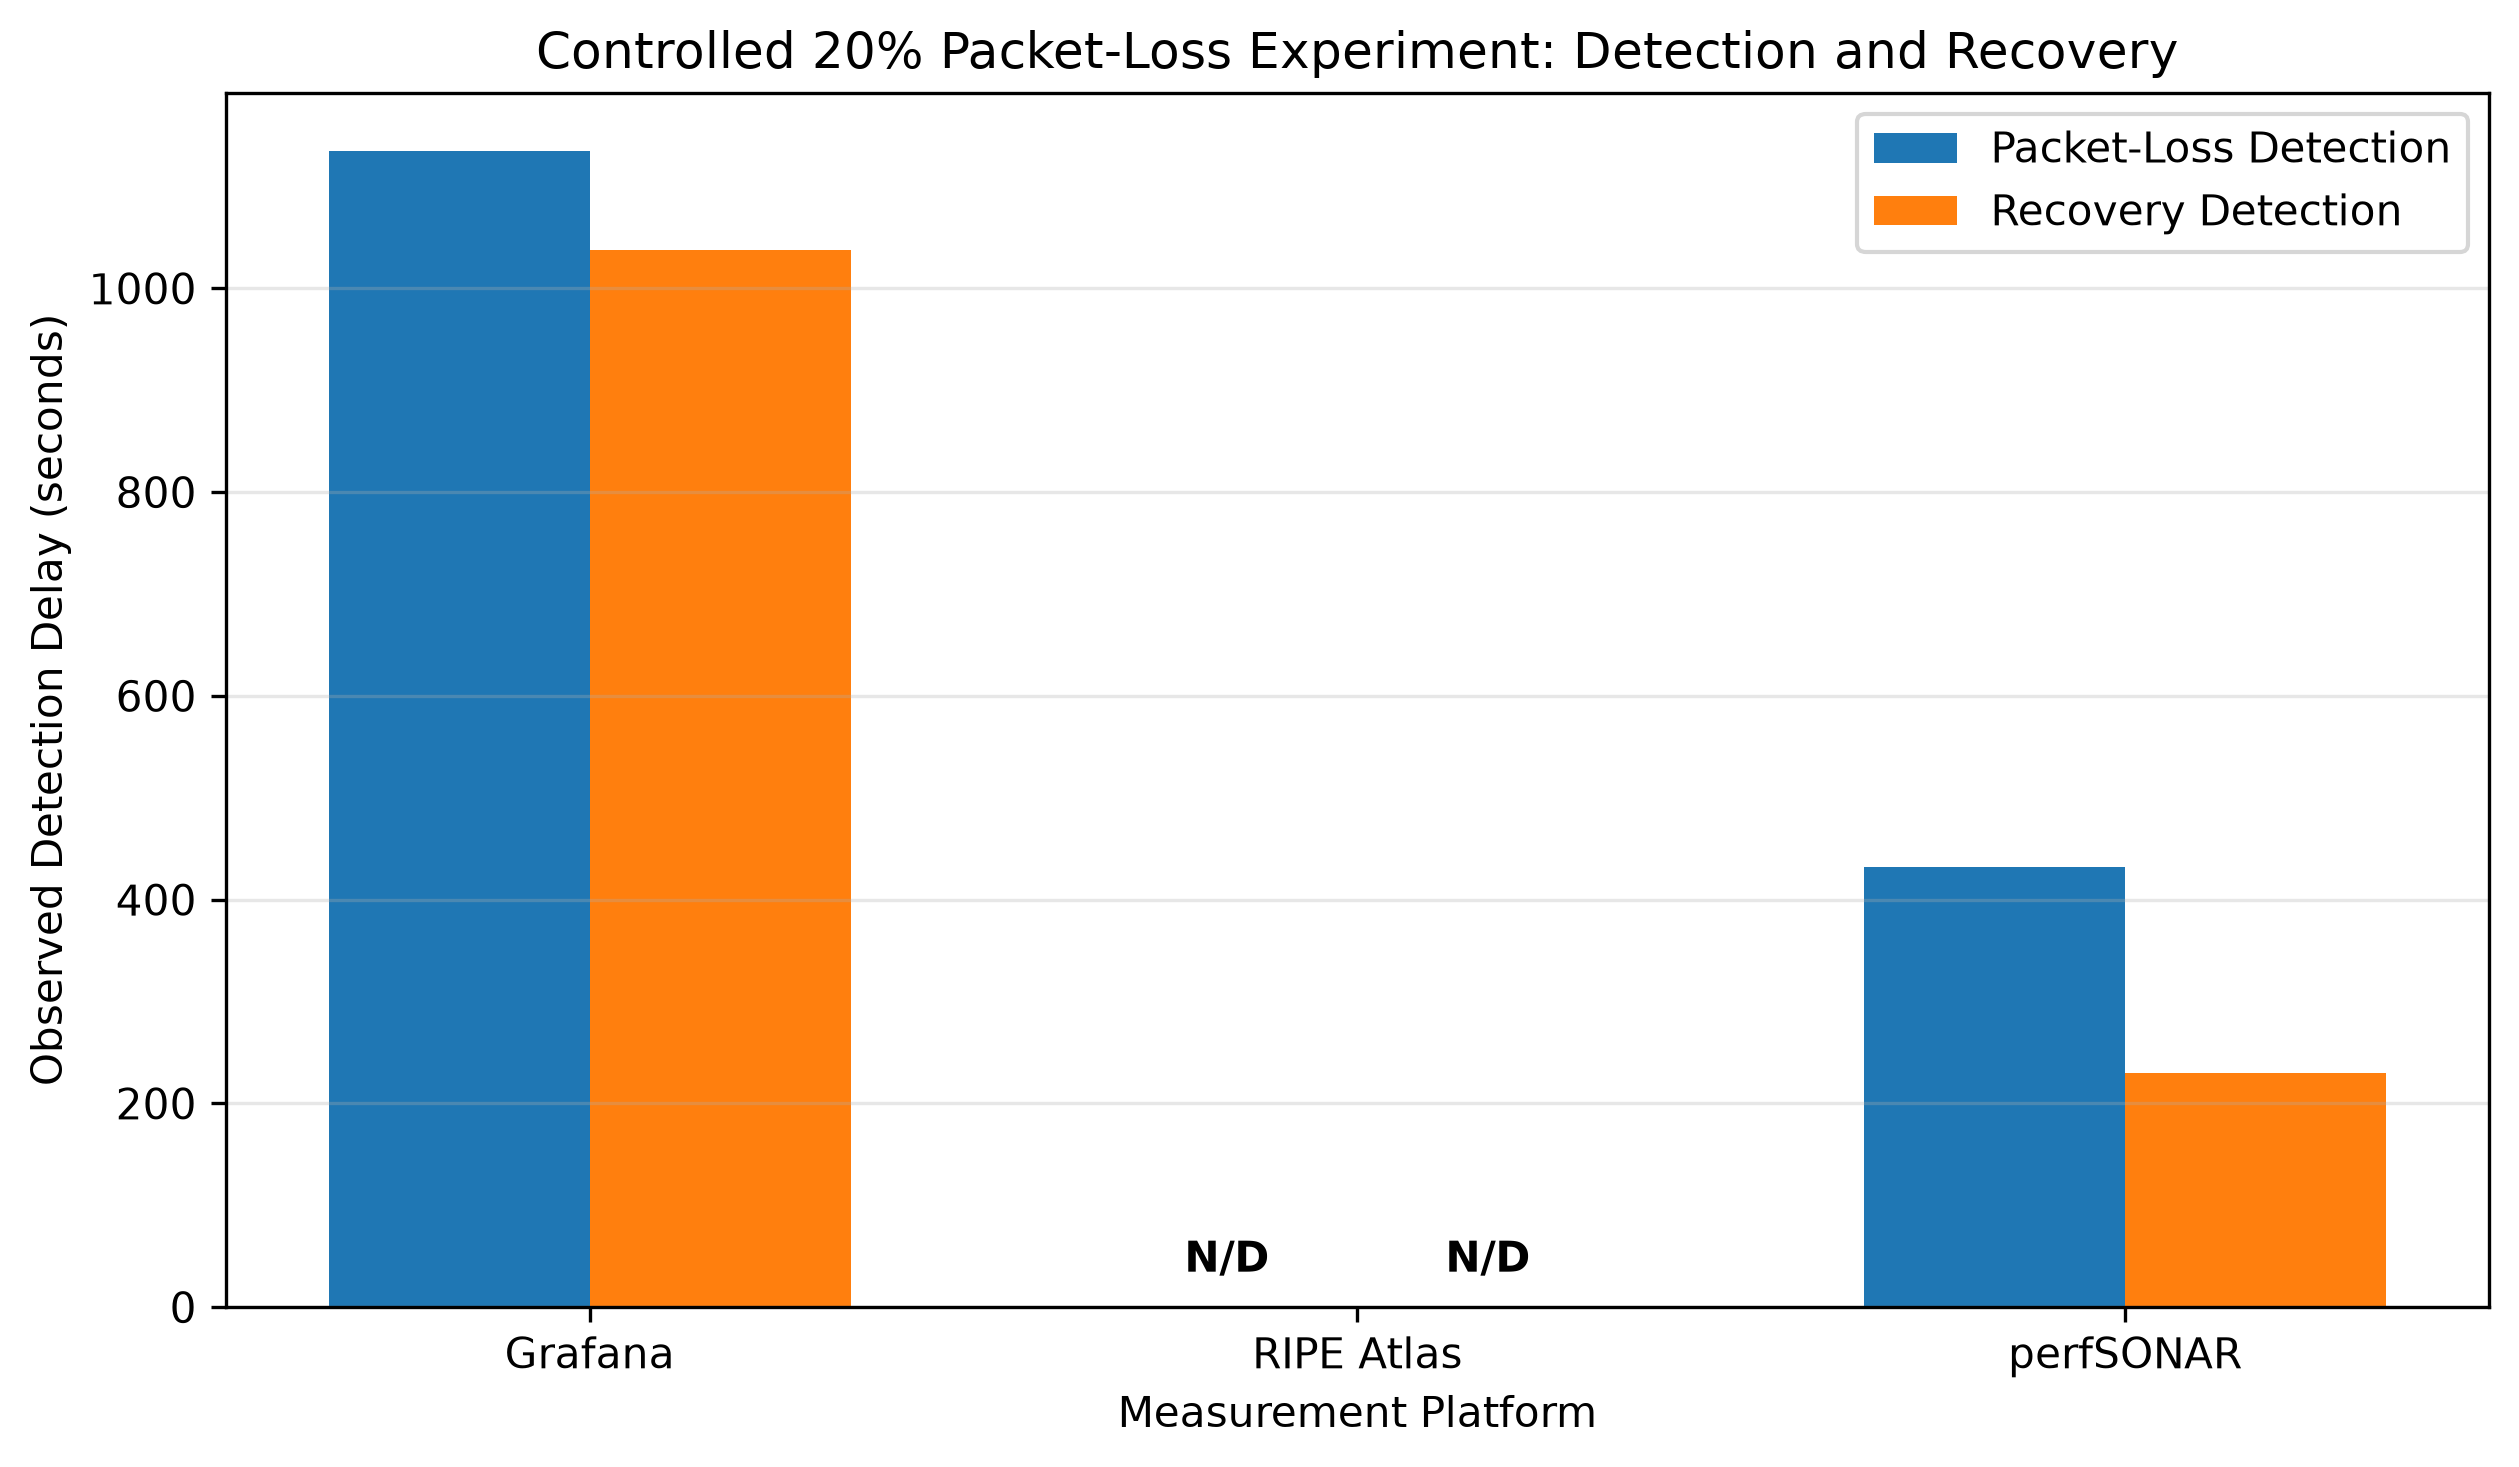 Controlled 20% Packet-Loss Experiment: Detection and Recovery
Packet-Loss Detection
Recovery Detection
Observed Detection Delay (seconds)
1000
800
600
400
200
0
N/D N/D
Grafana RIPE Atlas perfSONAR
Measurement Platform